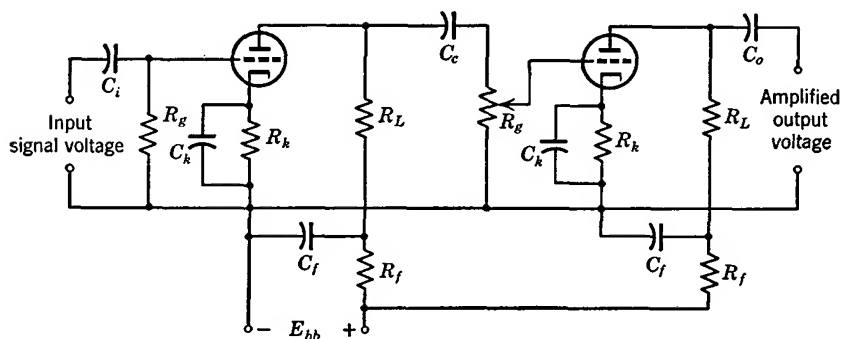 C_i
Input
signal voltage
R_g
C_k
R_k
R_L
C_c
R_g
C_k
R_k
R_L
C_o
Amplified
output
voltage
C_f
R_f
C_f
R_f
- E_bb +